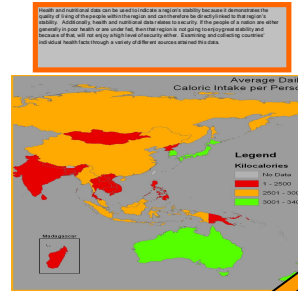 Health and nutritional data can be used to indicate a region's stability because it demonstrates the
quality of living of the people within the region and can therefore be directly linked to that region's
stability. Additionally, health and nutritional data relates to security. If the people of a nation are either
generally in poor health or are under fed, then that region is not going to enjoy great stability and
because of that, will not enjoy a high level of security either. Examining and collecting countries'
individual health facts through a variety of different sources attained this data.
Average Dail
Caloric Intake per Perso
Legend
Kilocalories
No Data
1 - 2500
2501 - 300
3001 - 340
Madagascar